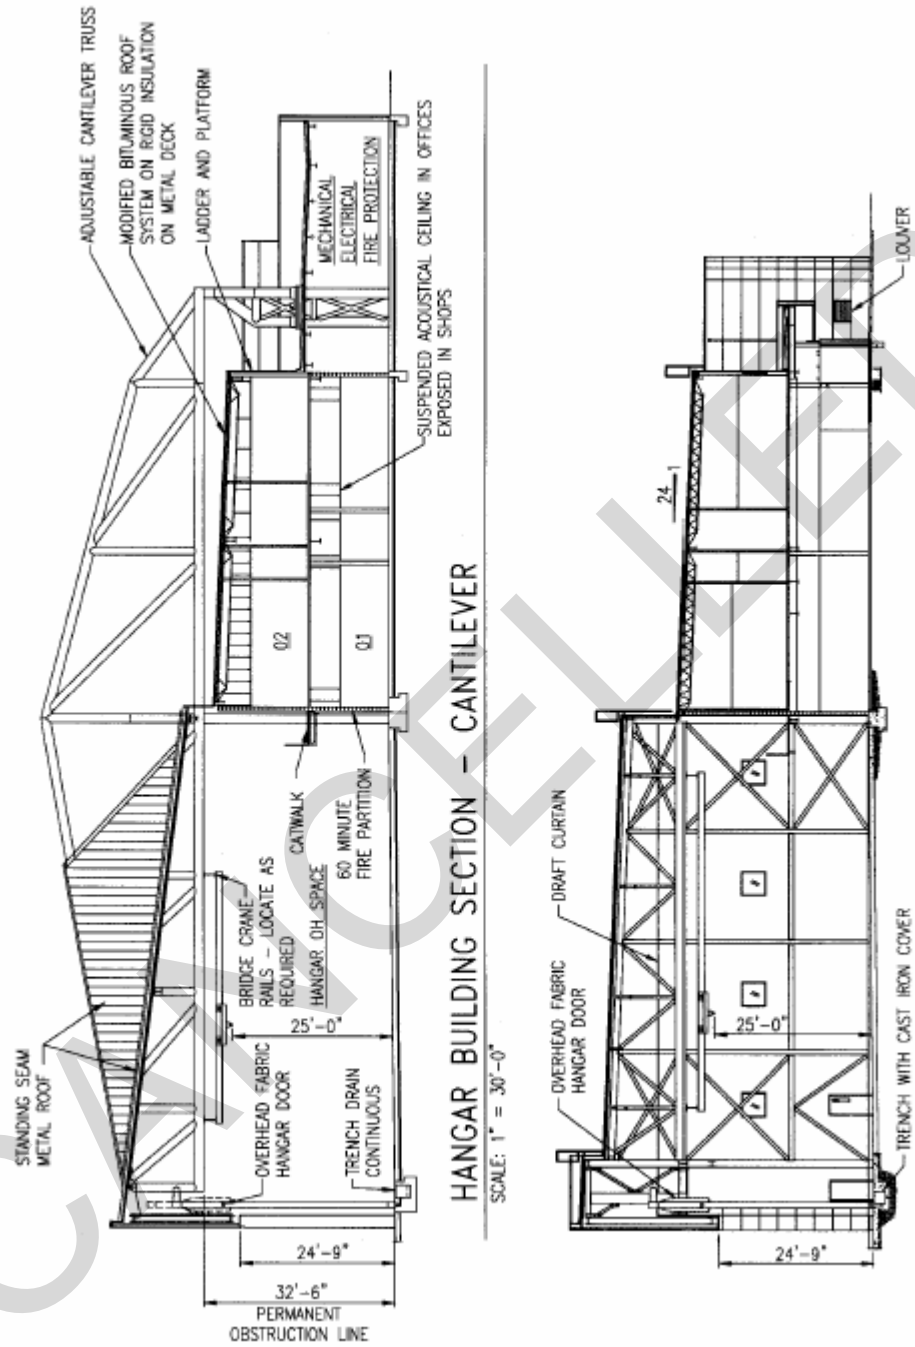 ADJUSTABLE CANTILEVER TRUSS
MODIFIED BITUMINOUS ROOF
SYSTEM ON RIGID INSULATION
ON METAL DECK
LADDER AND PLATFORM
STANDING SEAM
METAL ROOF
MECHANICAL
ELECTRICAL
FIRE PROTECTION
SUSPENDED ACOUSTICAL CEILING IN OFFICES
EXPOSED IN SHOPS
02
01
CATWALK
60 MINUTE
FIRE PARTITION
BRIDGE CRANE
RAILS - LOCATE AS
REQUIRED
HANGAR OH SPACE
25'-0"
OVERHEAD FABRIC
HANGAR DOOR
TRENCH DRAIN
CONTINUOUS
24'-9"
32'-6"
PERMANENT
OBSTRUCTION LINE
HANGAR BUILDING SECTION - CANTILEVER
SCALE: 1" = 30'-0"
24
1
DRAFT CURTAIN
OVERHEAD FABRIC
HANGAR DOOR
25'-0"
24'-9"
LOUVER
TRENCH WITH CAST IRON COVER
CANCELLED